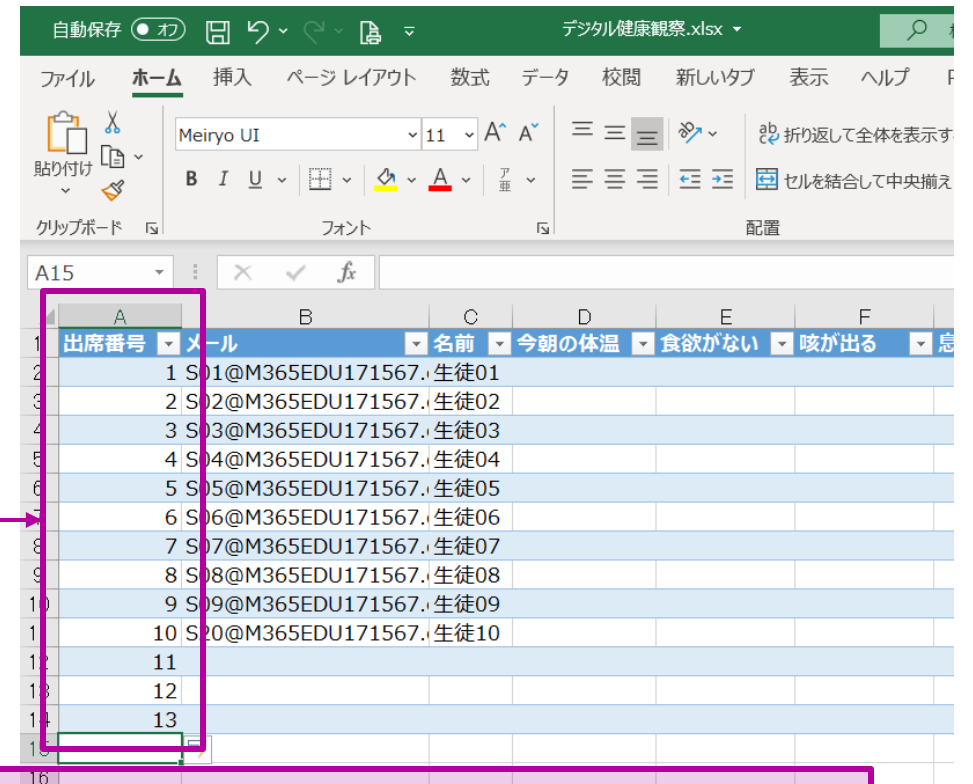 自動保存 オフ デジタル健康観察.xlsx
ファイル ホーム 挿入 ページ レイアウト 数式 データ 校閲 新しいタブ 表示 ヘルプ
貼り付け Meiryo UI 11 A A ab 折り返して全体を表示す
B I U A ア亜 セルを結合して中央揃え
クリップボード フォント 配置
A15 fx
A B C D E F
1 出席番号 メール 名前 今朝の体温 食欲がない 咳が出る 息
2 1 S01@M365EDU171567. 生徒01
3 2 S02@M365EDU171567. 生徒02
4 3 S03@M365EDU171567. 生徒03
5 4 S04@M365EDU171567. 生徒04
6 5 S05@M365EDU171567. 生徒05
7 6 S06@M365EDU171567. 生徒06
8 7 S07@M365EDU171567. 生徒07
9 8 S08@M365EDU171567. 生徒08
10 9 S09@M365EDU171567. 生徒09
11 10 S20@M365EDU171567. 生徒10
12 11
13 12
14 13
15
16